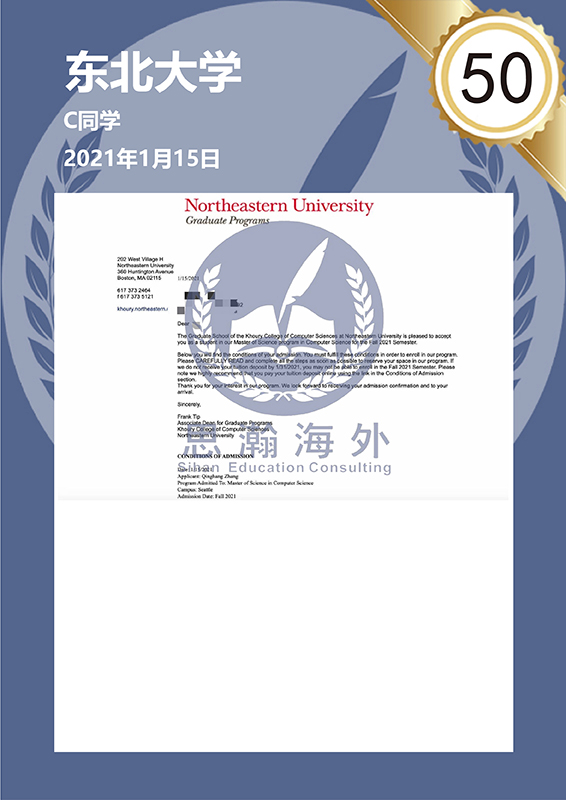 东北大学
50
C同学
2021年1月15日
Northeastern University
Graduate Programs
202 West Village H
Northeastern University
360 Huntington Avenue
Boston, MA 02115
1/15/2021
617 373 2464
f 617 373 5121
khoury.northeastern.e
Dear
The Graduate School of the Khoury College of Computer Sciences at Northeastern University is pleased to accept
you as a student in our Master of Science program in Computer Science for the Fall 2021 Semester.
Below you will find the conditions of your admission. You must fulfill these conditions in order to enroll in our program.
Please CAREFULLY READ and complete all the steps as soon as possible to reserve your space in our program. If
we do not receive your tuition deposit by 1/31/2021, you may not be able to enroll in the Fall 2021 Semester. Please
note we highly recommend that you pay your tuition deposit online using the link in the Conditions of Admission
section.
Thank you for your interest in our program. We look forward to receiving your admission confirmation and to your
arrival.
Sincerely,
Frank Tip
Associate Dean for Graduate Programs
Khoury College of Computer Sciences
Northeastern University
思瀚海外
Sihan Education Consulting
CONDITIONS OF ADMISSION
Date: 1/15/2021
Applicant: Qingfang Zhang
Program Admitted To: Master of Science in Computer Science
Campus: Seattle
Admission Date: Fall 2021